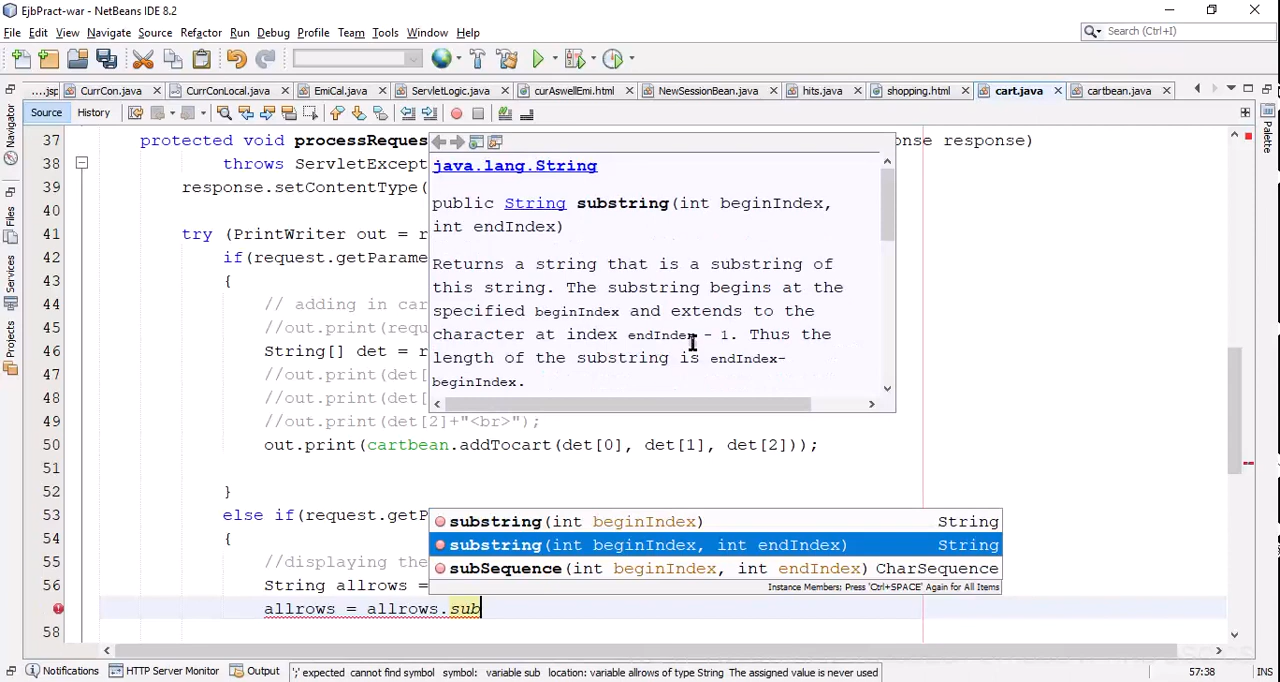 EjbPract-war - NetBeans IDE 8.2
File Edit View Navigate Source Refactor Run Debug Profile Team Tools Window Help
Search (Ctrl+I)
...jsp CurrCon.java CurrConLocal.java EmiCal.java ServletLogic.java curAswellEmi.html NewSessionBean.java hits.java shopping.html cart.java cartbean.java
Source History
Navigator
Files
Services
Projects
Palette
37 protected void processReque onse response)
38 throws ServletExcept
39 response.setContentType(
40
41 try (PrintWriter out = r
42 if(request.getParame
43 {
44 // adding in car
45 //out.print(requ
46 String[] det = r
47 //out.print(det[
48 //out.print(det[
49 //out.print(det[2]+"<br>");
50 out.print(cartbean.addTocart(det[0], det[1], det[2]));
51
52 }
53 else if(request.getP
54 {
55 //displaying the
56 String allrows =
57 allrows = allrows.sub
58
java.lang.String
public String substring(int beginIndex,
int endIndex)
Returns a string that is a substring of
this string. The substring begins at the
specified beginIndex and extends to the
character at index endIndex - 1. Thus the
length of the substring is endIndex-
beginIndex.
substring(int beginIndex) String
substring(int beginIndex, int endIndex) String
subSequence(int beginIndex, int endIndex) CharSequence
Instance Members; Press 'Ctrl+SPACE' Again for All Items
Notifications HTTP Server Monitor Output ';' expected cannot find symbol symbol: variable sub location: variable allrows of type String The assigned value is never used 57:38 INS